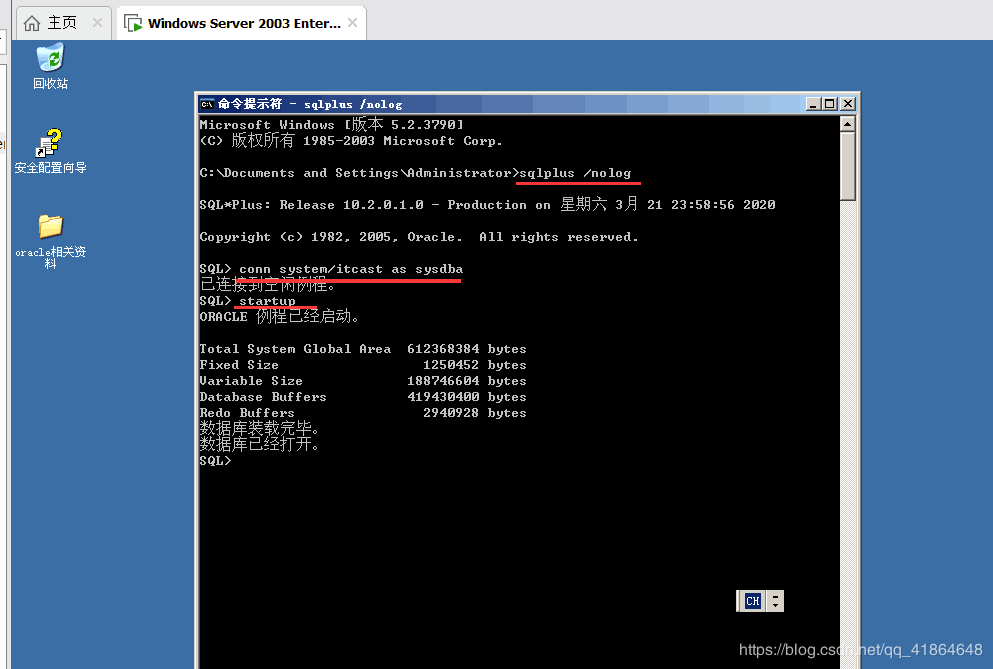 主页
Windows Server 2003 Enter...
回收站
安全配置向导
oracle相关资
料
命令提示符 - sqlplus /nolog
Microsoft Windows [版本 5.2.3790]
(C) 版权所有 1985-2003 Microsoft Corp.
C:\Documents and Settings\Administrator>sqlplus /nolog
SQL*Plus: Release 10.2.0.1.0 - Production on 星期六 3月 21 23:58:56 2020
Copyright (c) 1982, 2005, Oracle.  All rights reserved.
SQL> conn system/itcast as sysdba
已连接到空闲例程。
SQL> startup
ORACLE 例程已经启动。
Total System Global Area  612368384 bytes
Fixed Size                  1250452 bytes
Variable Size             188746604 bytes
Database Buffers          419430400 bytes
Redo Buffers                2940928 bytes
数据库装载完毕。
数据库已经打开。
SQL>
CH
https://blog.csdn.net/qq_41864648